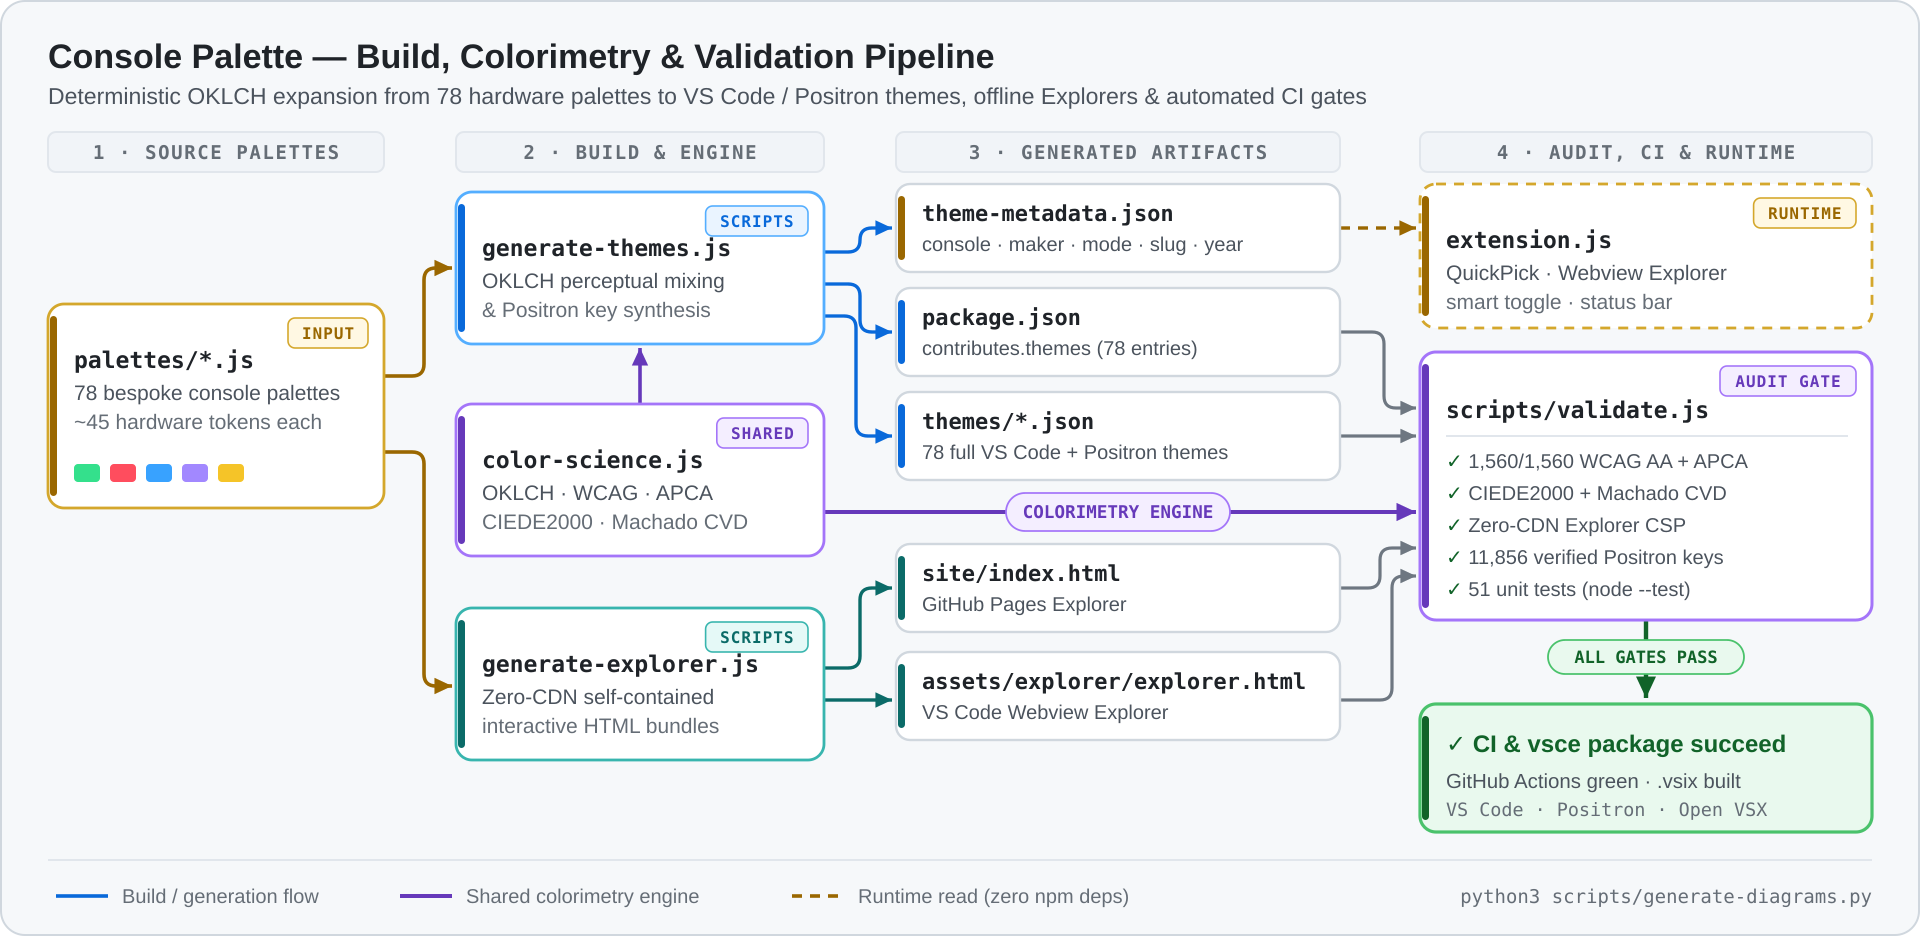 Console Palette — Build, Colorimetry & Validation Pipeline
Deterministic OKLCH expansion from 78 hardware palettes to VS Code / Positron themes, offline Explorers & automated CI gates
1 · SOURCE PALETTES
INPUT
palettes/*.js
78 bespoke console palettes
~45 hardware tokens each
2 · BUILD & ENGINE
SCRIPTS
generate-themes.js
OKLCH perceptual mixing
& Positron key synthesis
SHARED
color-science.js
OKLCH · WCAG · APCA
CIEDE2000 · Machado CVD
SCRIPTS
generate-explorer.js
Zero-CDN self-contained
interactive HTML bundles
3 · GENERATED ARTIFACTS
theme-metadata.json
console · maker · mode · slug · year
package.json
contributes.themes (78 entries)
themes/*.json
78 full VS Code + Positron themes
COLORIMETRY ENGINE
site/index.html
GitHub Pages Explorer
assets/explorer/explorer.html
VS Code Webview Explorer
4 · AUDIT, CI & RUNTIME
RUNTIME
extension.js
QuickPick · Webview Explorer
smart toggle · status bar
AUDIT GATE
scripts/validate.js
✓ 1,560/1,560 WCAG AA + APCA
✓ CIEDE2000 + Machado CVD
✓ Zero-CDN Explorer CSP
✓ 11,856 verified Positron keys
✓ 51 unit tests (node --test)
ALL GATES PASS
✓ CI & vsce package succeed
GitHub Actions green · .vsix built
VS Code · Positron · Open VSX
Build / generation flow
Shared colorimetry engine
Runtime read (zero npm deps)
python3 scripts/generate-diagrams.py